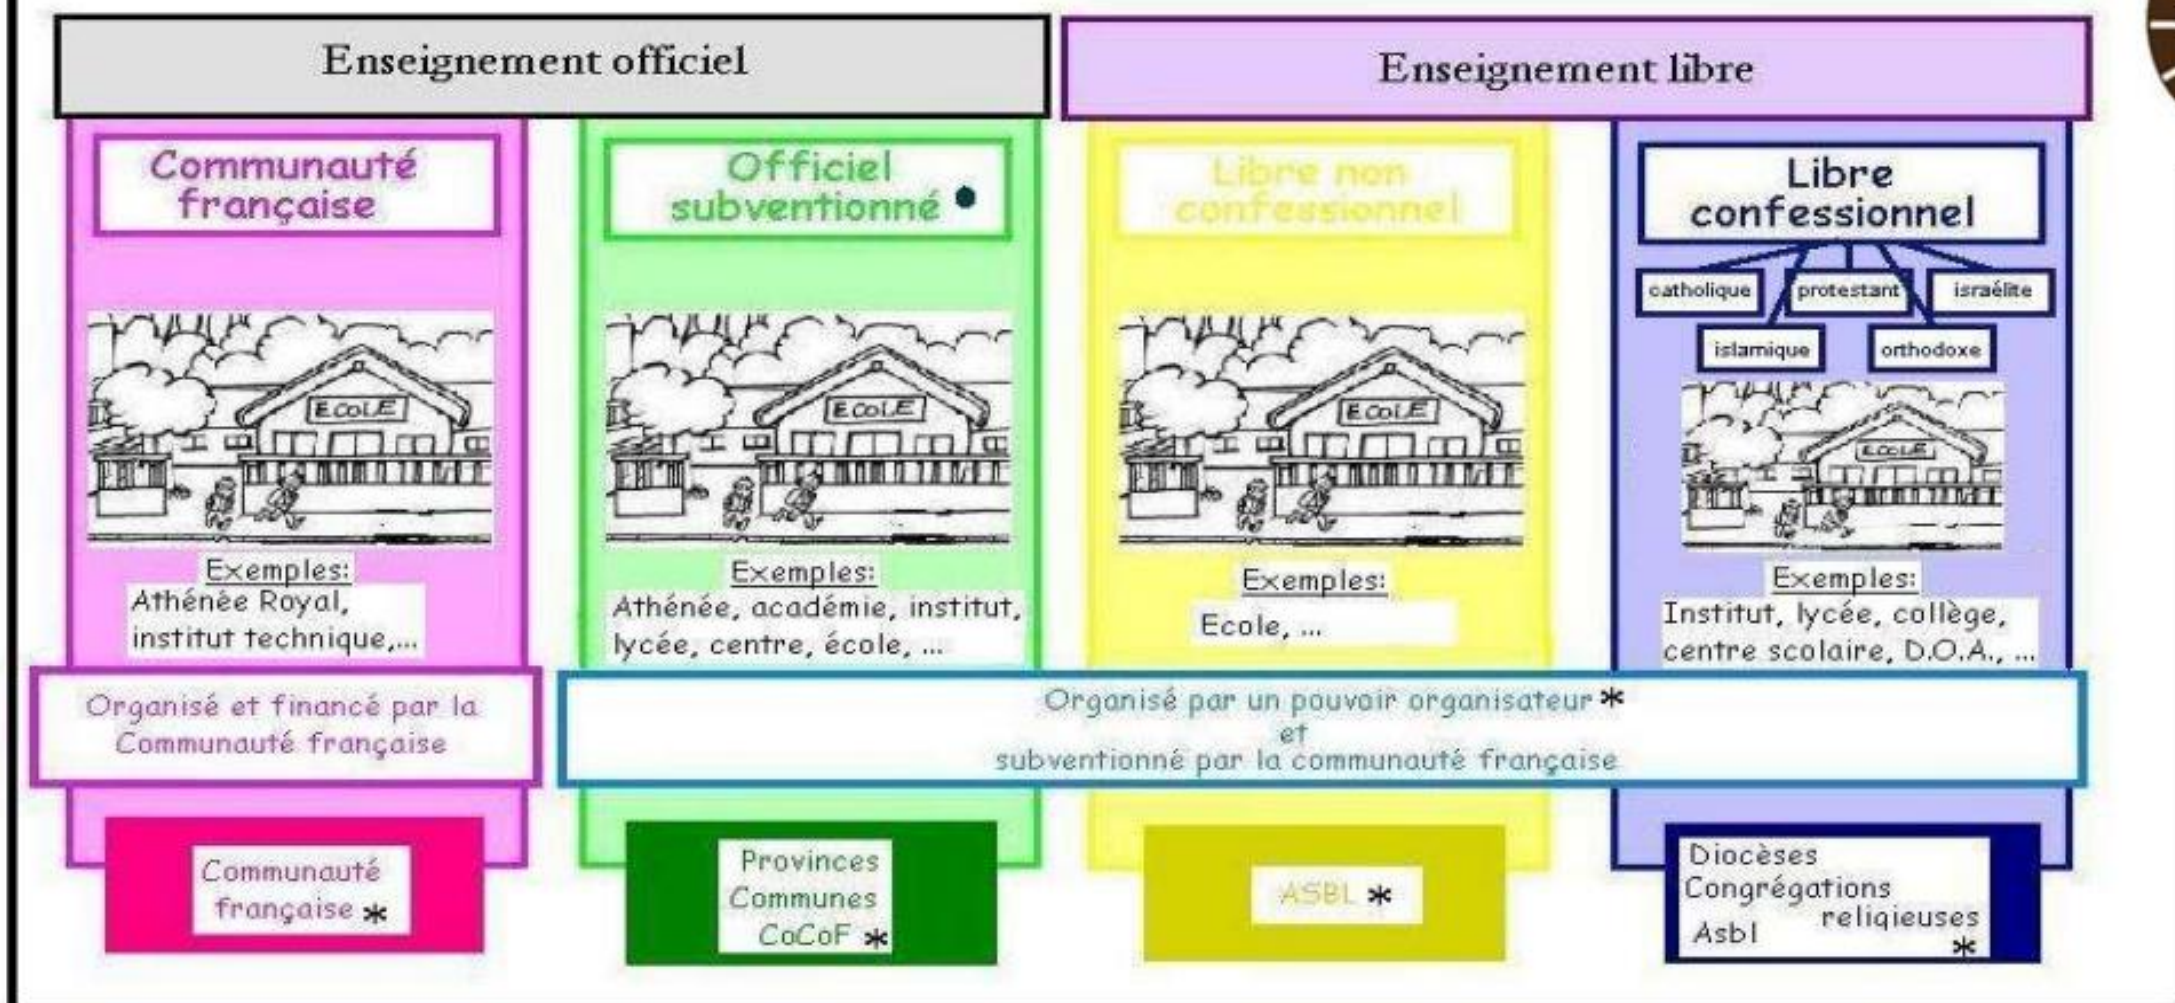 Enseignement officiel
Enseignement libre
Communauté
française
Officiel
subventionné
Libre non
confessionnel
Libre
confessionnel
catholique
protestant
israélite
islamique
orthodoxe
ECOLE
ECOLE
ECOLE
ECOLE
Exemples:
Athénée Royal,
institut technique,...
Exemples:
Athénée, académie, institut,
lycée, centre, école, ...
Exemples:
Ecole, ...
Exemples:
Institut, lycée, collège,
centre scolaire, D.O.A., ...
Organisé et financé par la
Communauté française
Organisé par un pouvoir organisateur *
et
subventionné par la communauté française
Communauté
française *
Provinces
Communes
CoCoF *
ASBL *
Diocèses
Congrégations
religieuses
Asbl
*